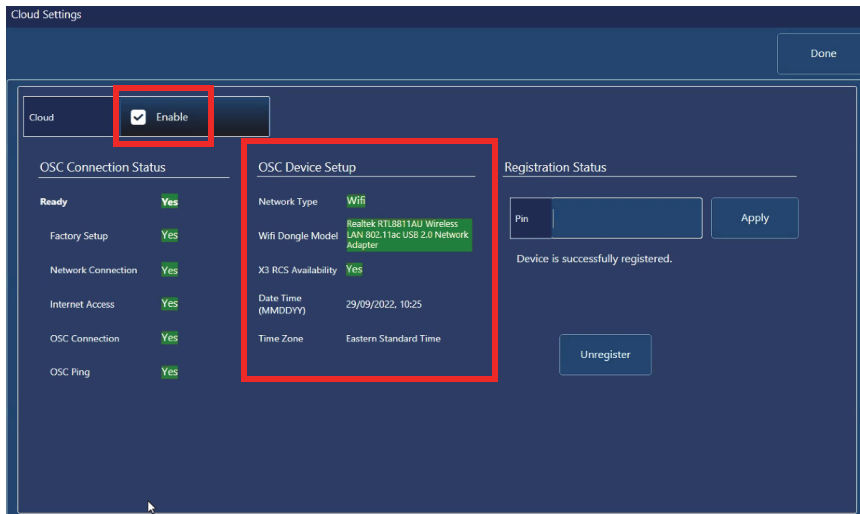 Cloud Settings
Done
Cloud
Enable
OSC Connection Status
Ready Yes
Factory Setup Yes
Network Connection Yes
Internet Access Yes
OSC Connection Yes
OSC Ping Yes
OSC Device Setup
Network Type Wifi
Wifi Dongle Model
Realtek RTL8811AU Wireless
LAN 802.11ac USB 2.0 Network
Adapter
X3 RCS Availability Yes
Date Time
(MMDDYY)
29/09/2022, 10:25
Time Zone Eastern Standard Time
Registration Status
Pin
Apply
Device is successfully registered.
Unregister